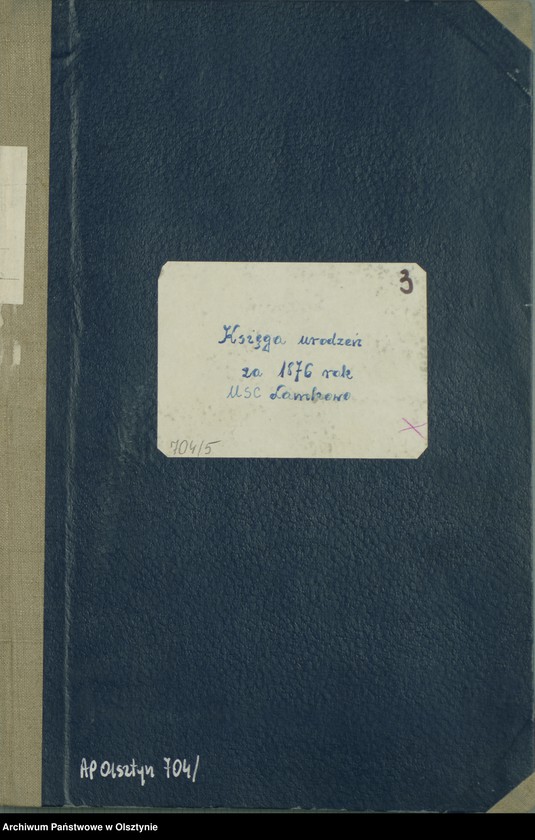 3
Księga urodzeń
za 1876 rok
USC Lamkowo
704/5
AP Olsztyn 704/
Archiwum Państwowe w Olsztynie